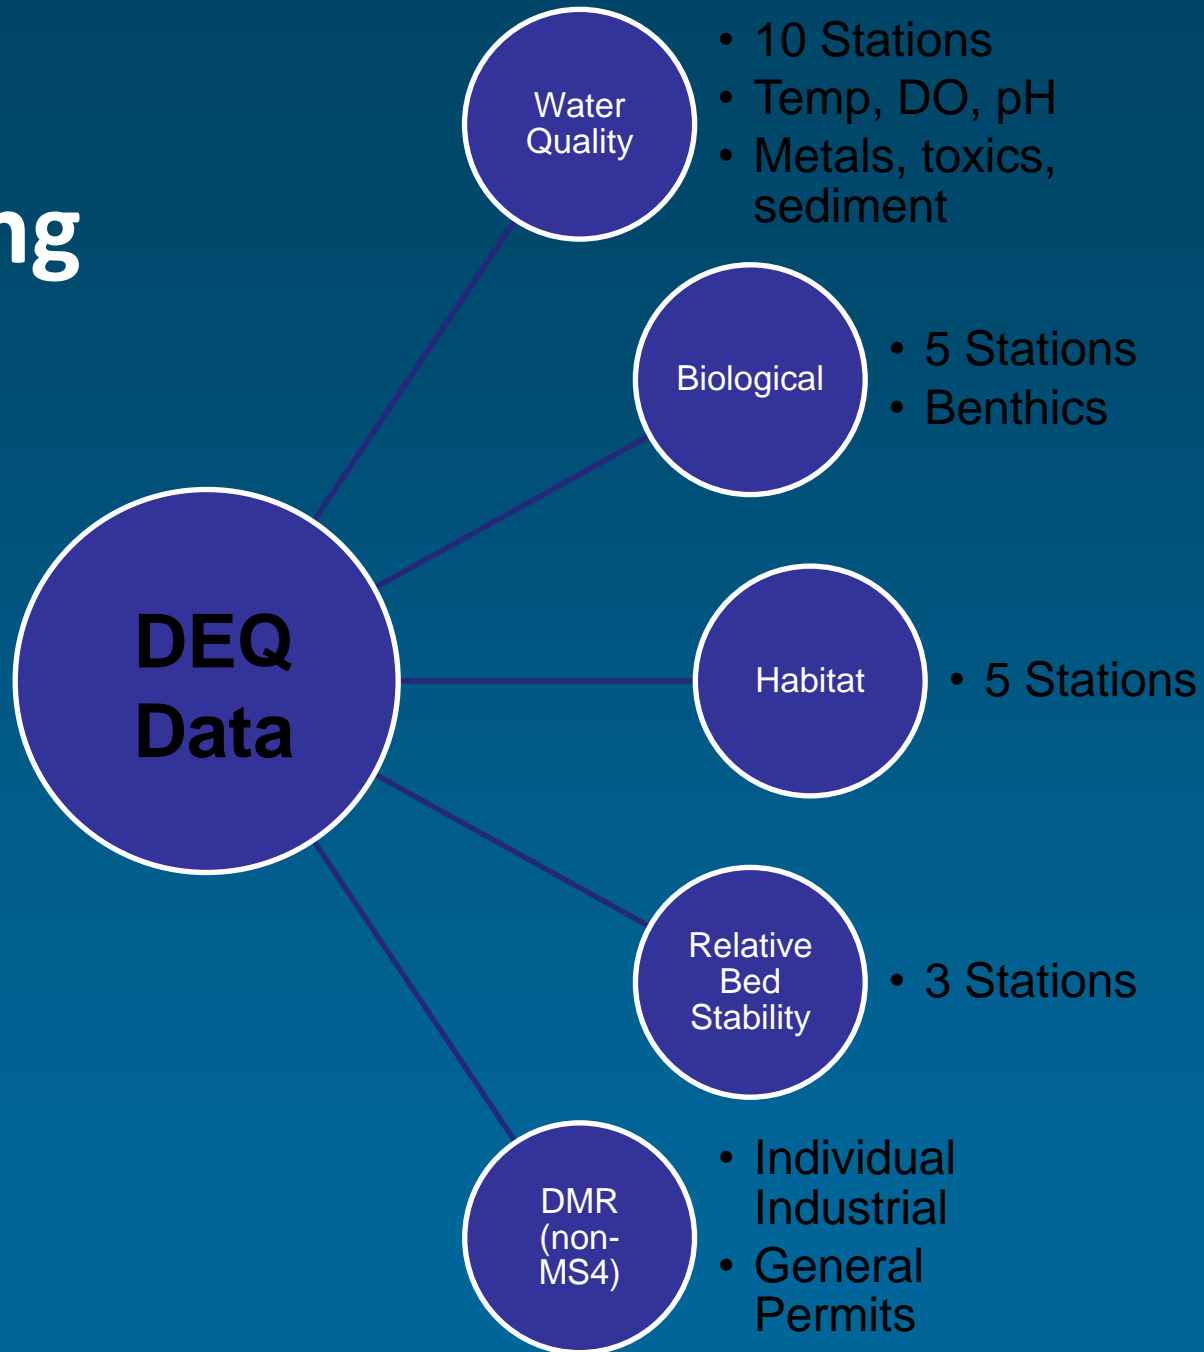 ng
Water
Quality
• 10 Stations
• Temp, DO, pH
• Metals, toxics,
sediment
Biological
• 5 Stations
• Benthics
DEQ
Data
Habitat
• 5 Stations
Relative
Bed
Stability
• 3 Stations
DMR
(non-
MS4)
• Individual
Industrial
• General
Permits